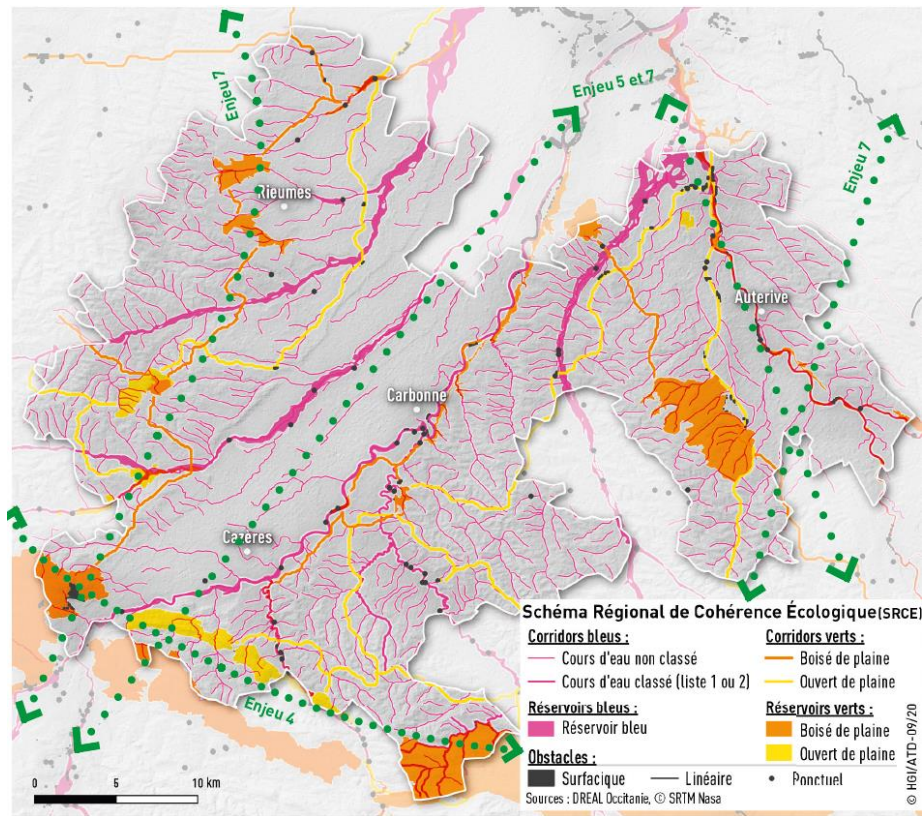 Enjeu 7
Enjeu 5 et 7
Enjeu 7
Rieumes
Auterive
Carbonne
Cazères
Enjeu 4
0 5 10 km
Schéma Régional de Cohérence Écologique(SRCE)
Corridors bleus :
Cours d'eau non classé
Cours d'eau classé (liste 1 ou 2)
Réservoirs bleus :
Réservoir bleu
Corridors verts :
Boisé de plaine
Ouvert de plaine
Réservoirs verts :
Boisé de plaine
Ouvert de plaine
Obstacles :
Surfacique Linéaire Ponctuel
Sources : DREAL Occitanie, © SRTM Nasa
© HGI/ATD-09/20